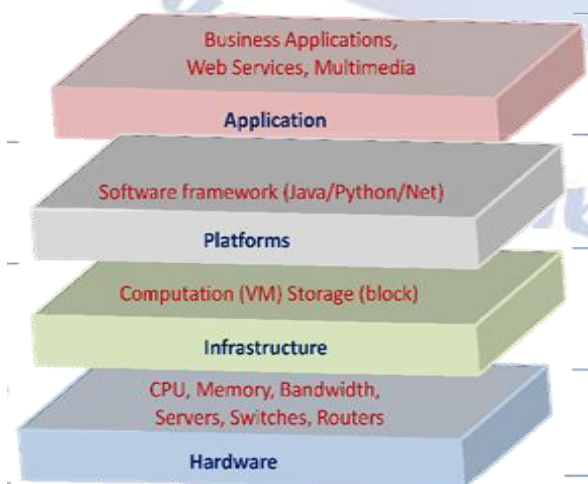 Business Applications,
Web Services, Multimedia
Application
Software framework (Java/Python/Net)
Platforms
Computation (VM) Storage (block)
Infrastructure
CPU, Memory, Bandwidth,
Servers, Switches, Routers
Hardware